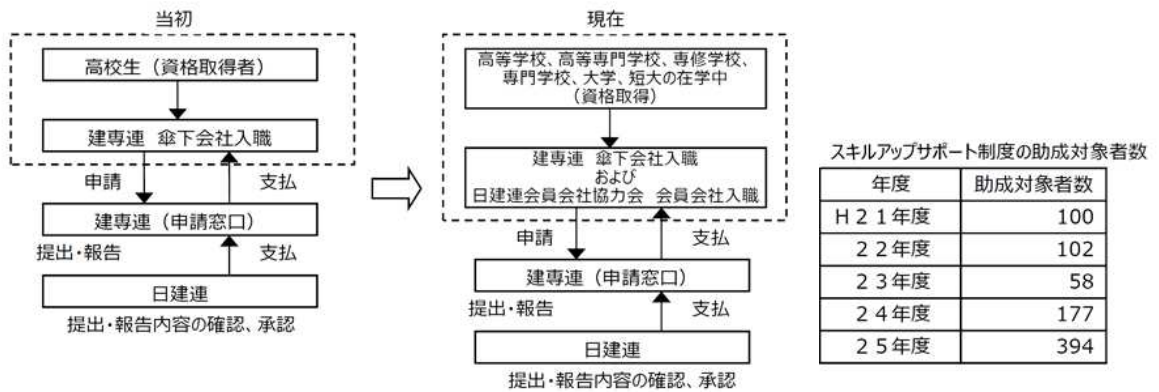 当初
高校生（資格取得者）
建専連　傘下会社入職
申請
支払
建専連（申請窓口）
提出・報告
支払
日建連
提出・報告内容の確認、承認
現在
高等学校、高等専門学校、専修学校、
専門学校、大学、短大の在学中
（資格取得）
建専連　傘下会社入職
および
日建連会員会社協力会　会員会社入職
申請
支払
建専連（申請窓口）
提出・報告
支払
日建連
提出・報告内容の確認、承認
スキルアップサポート制度の助成対象者数
年度　助成対象者数
Ｈ２１年度　100
２２年度　102
２３年度　58
２４年度　177
２５年度　394